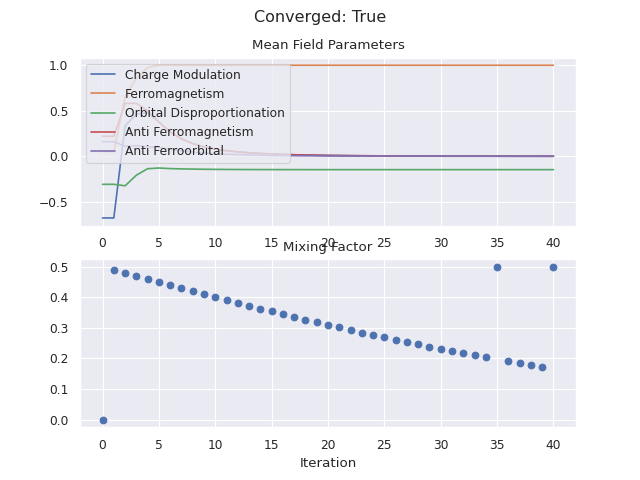 Converged: True
Mean Field Parameters
1.0
0.5
0.0
−0.5
Charge Modulation
Ferromagnetism
Orbital Disproportionation
Anti Ferromagnetism
Anti Ferroorbital
0 5 10 15 20 25 30 35 40
Mixing Factor
0.5
0.4
0.3
0.2
0.1
0.0
0 5 10 15 20 25 30 35 40
Iteration